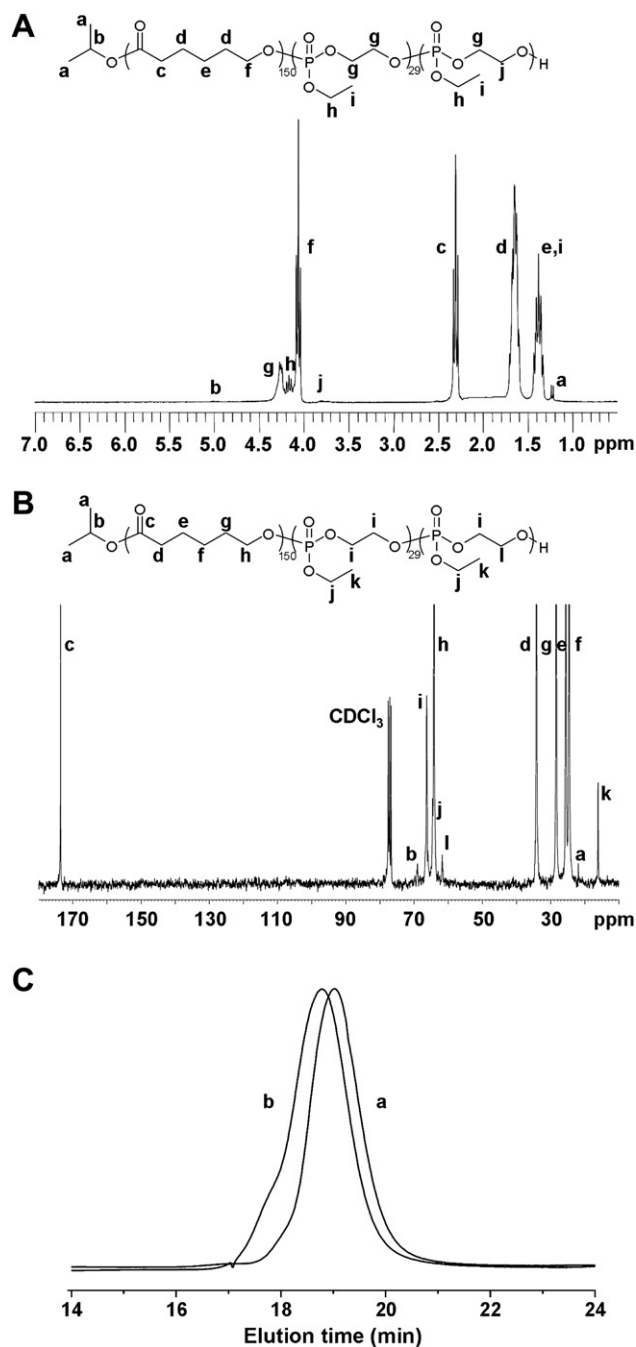 A
a
b
a
O
O
c
d
e
d
f
O
150
O
P
O
O
g
g
O
h
i
29
O
P
O
O
g
j
O
H
h
i
f
c
d
e,i
g
h
b
j
a
7.0 6.5 6.0 5.5 5.0 4.5 4.0 3.5 3.0 2.5 2.0 1.5 1.0 ppm
B
a
b
a
O
c
O
d
e
f
g
h
O
150
O
P
O
O
i
i
O
j
k
29
O
P
O
O
i
l
O
H
j
k
c
h
d g e f
CDCl3
i
k
j
b
l
a
170 150 130 110 90 70 50 30 ppm
C
b
a
14 16 18 20 22 24
Elution time (min)